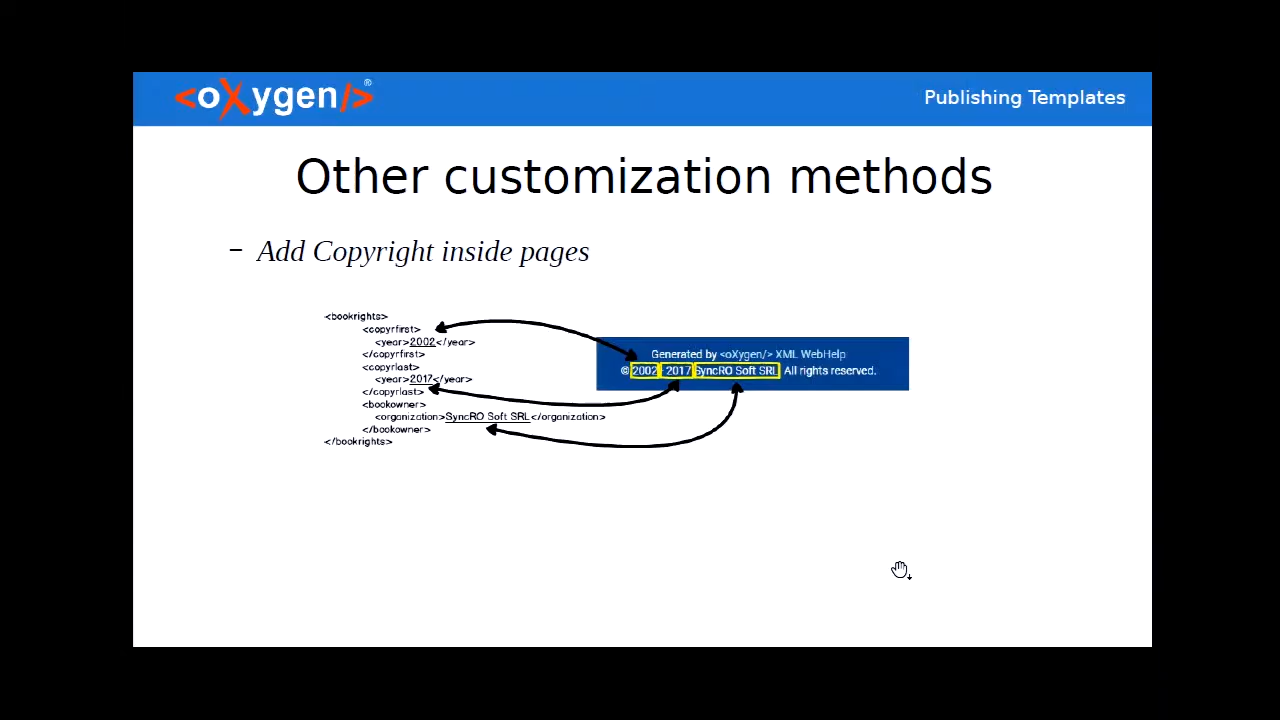 <oXygen/>®
Publishing Templates
Other customization methods
– Add Copyright inside pages
<bookrights>
<copyrfirst>
<year>2002</year>
</copyrfirst>
<copyrlast>
<year>2017</year>
</copyrlast>
<bookowner>
<organization>SyncRO Soft SRL</organization>
</bookowner>
</bookrights>
Generated by <oXygen/> XML WebHelp
© 2002 - 2017 SyncRO Soft SRL. All rights reserved.